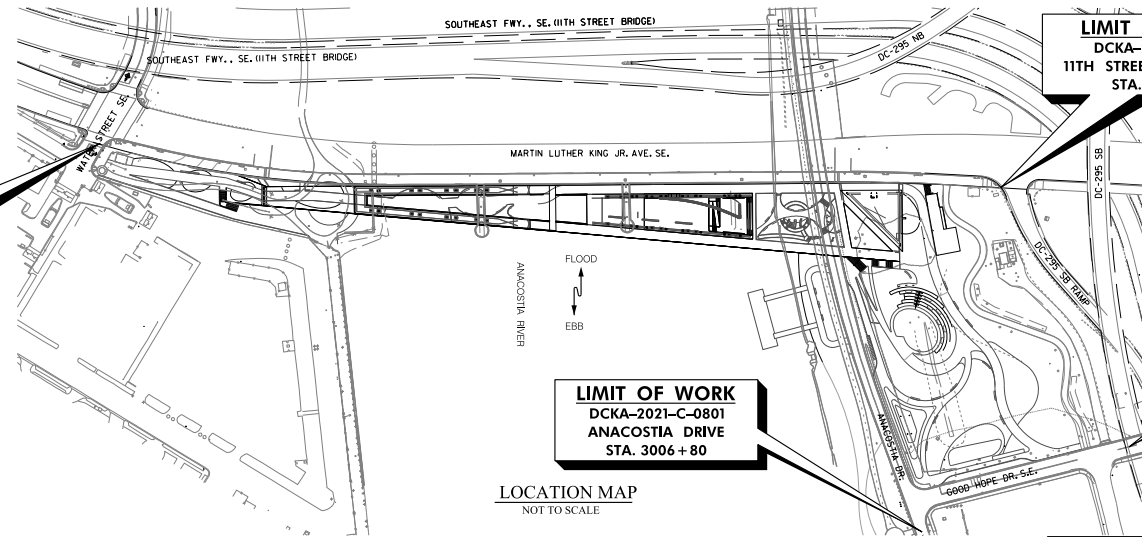 SOUTHEAST FWY., SE. (11TH STREET BRIDGE)
SOUTHEAST FWY., SE. (11TH STREET BRIDGE)
DC-295 NB
LIMIT
DCKA-
11TH STREE
STA.
WATER STREET SE.
MARTIN LUTHER KING JR. AVE. SE.
DC-295 SB
DC-295 SB RAMP
ANACOSTIA RIVER
FLOOD
EBB
LIMIT OF WORK
DCKA-2021-C-0801
ANACOSTIA DRIVE
STA. 3006+80
ANACOSTIA DR.
GOOD HOPE DR. S.E.
LOCATION MAP
NOT TO SCALE